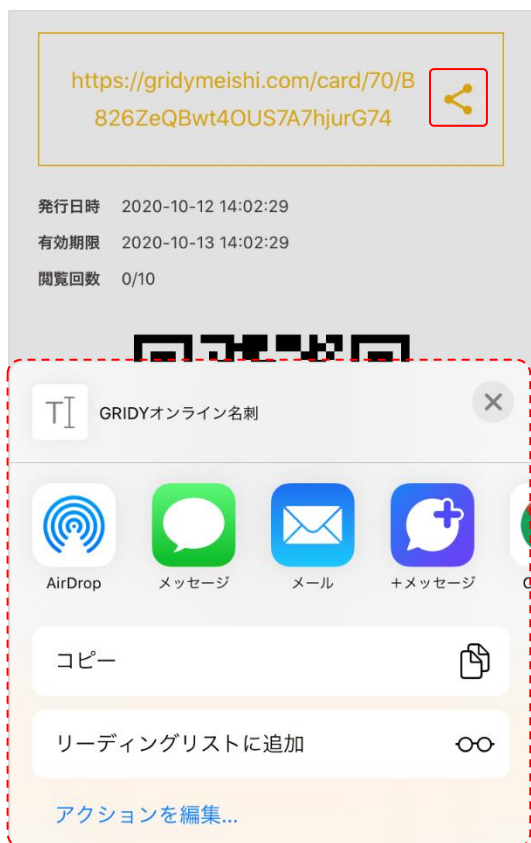 https://gridymeishi.com/card/70/B
826ZeQBwt4OUS7A7hjurG74
発行日時 2020-10-12 14:02:29
有効期限 2020-10-13 14:02:29
閲覧回数 0/10
GRIDYオンライン名刺
AirDrop メッセージ メール +メッセージ
コピー
リーディングリストに追加
アクションを編集...